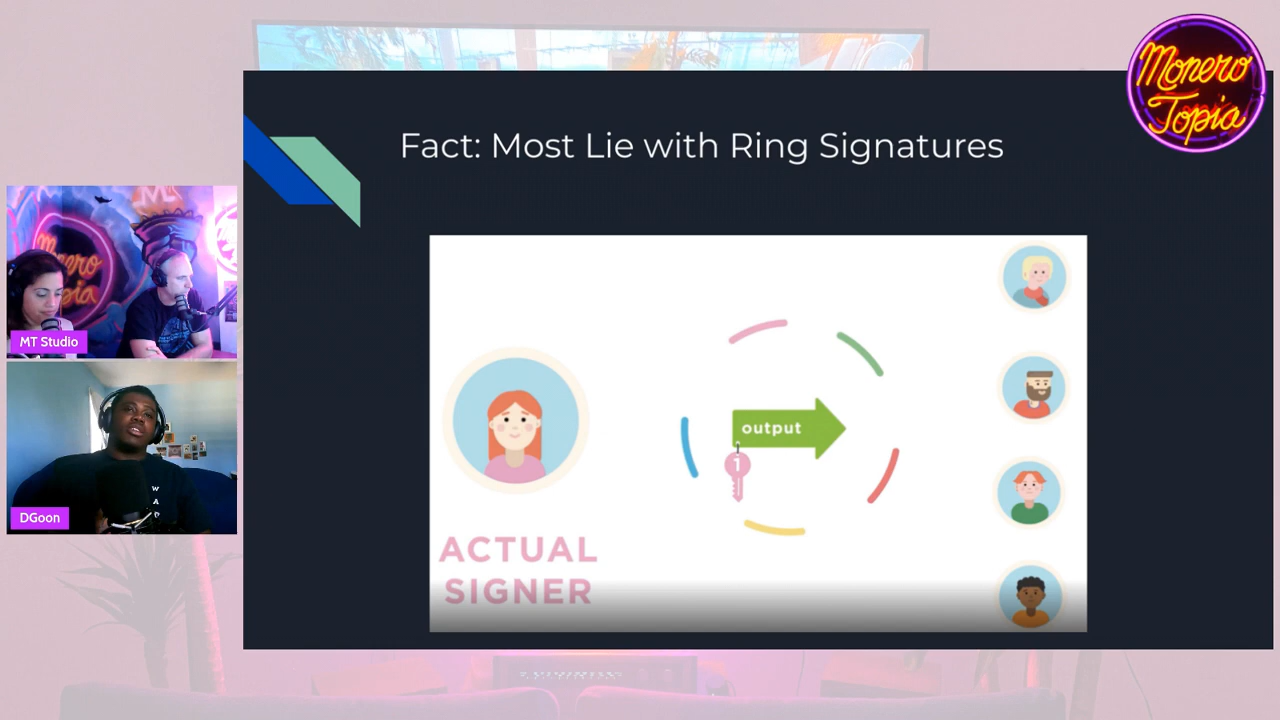 Monero
Topia
Fact: Most Lie with Ring Signatures
MT Studio
DGoon
output
1
ACTUAL
SIGNER